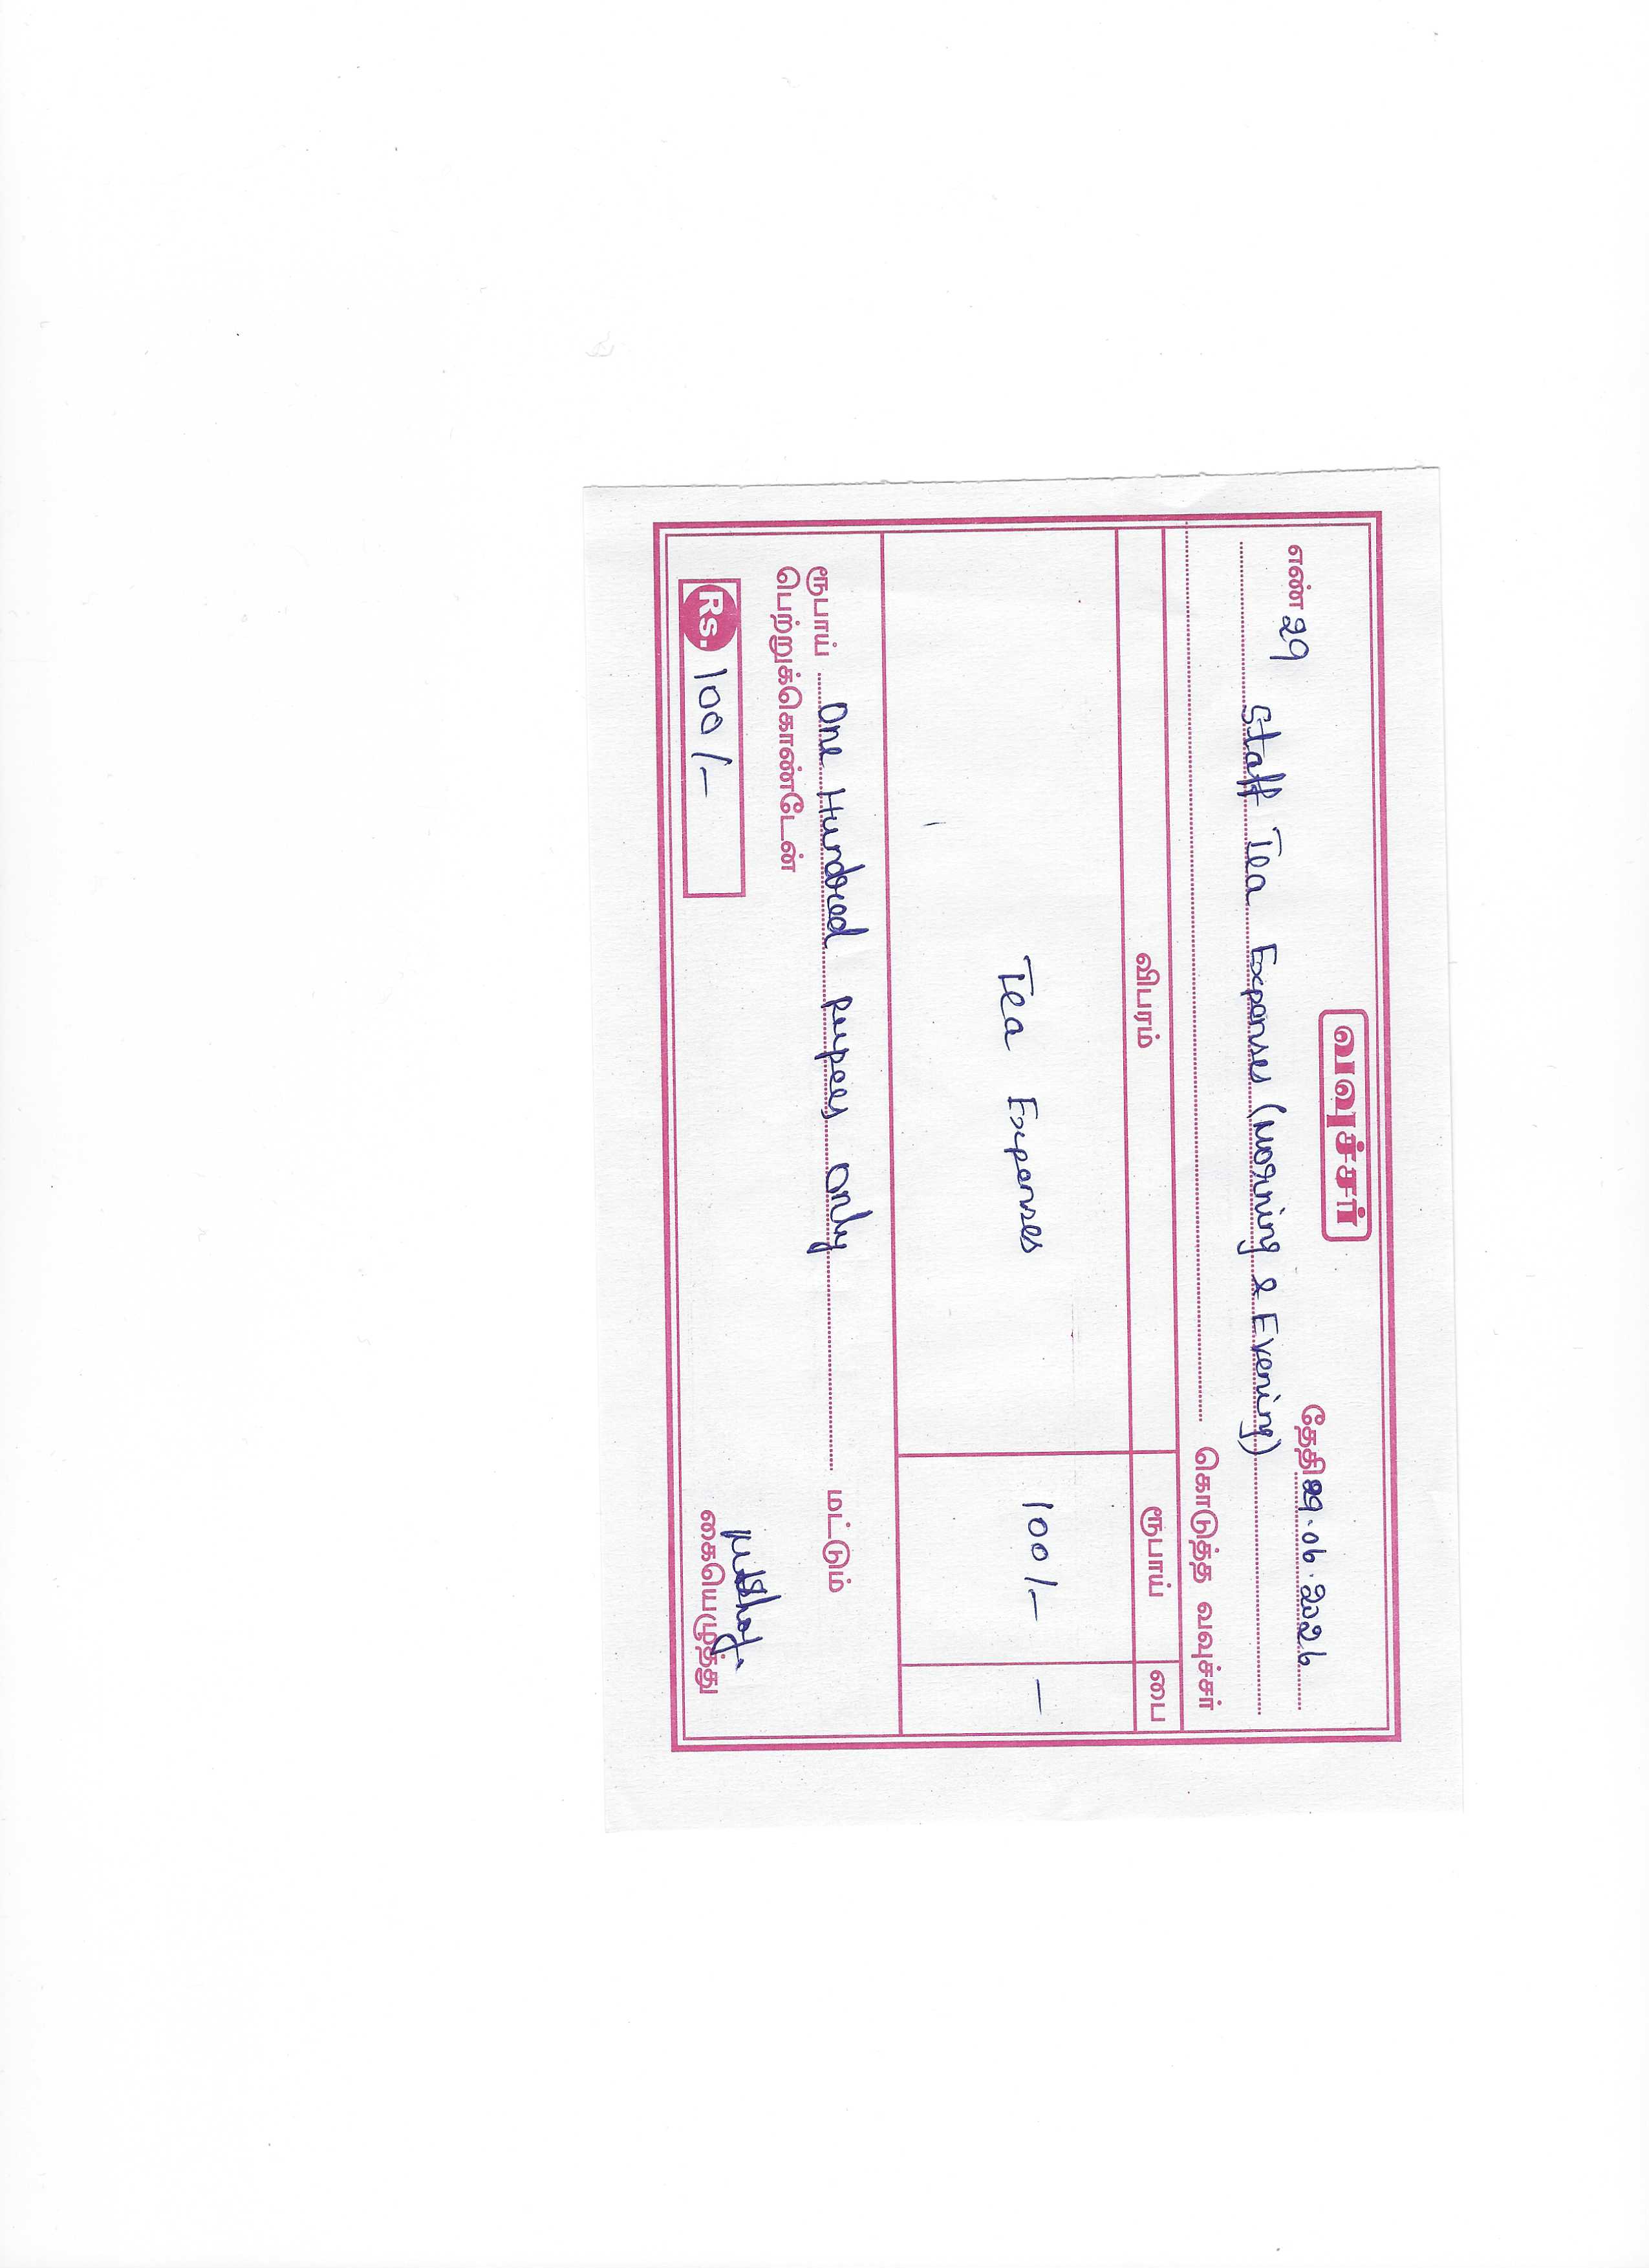 வவுச்சர்
எண் 29 தேதி 29.06.2026
Staff Tea Expenses (Morning & Evening)
கொடுத்த வவுச்சர்
விபரம் ரூபாய் பை
Tea Expenses 100/- -
ரூபாய் One Hundred rupees only மட்டும்
பெற்றுக்கொண்டேன்
Rs. 100/-
கையெழுத்து